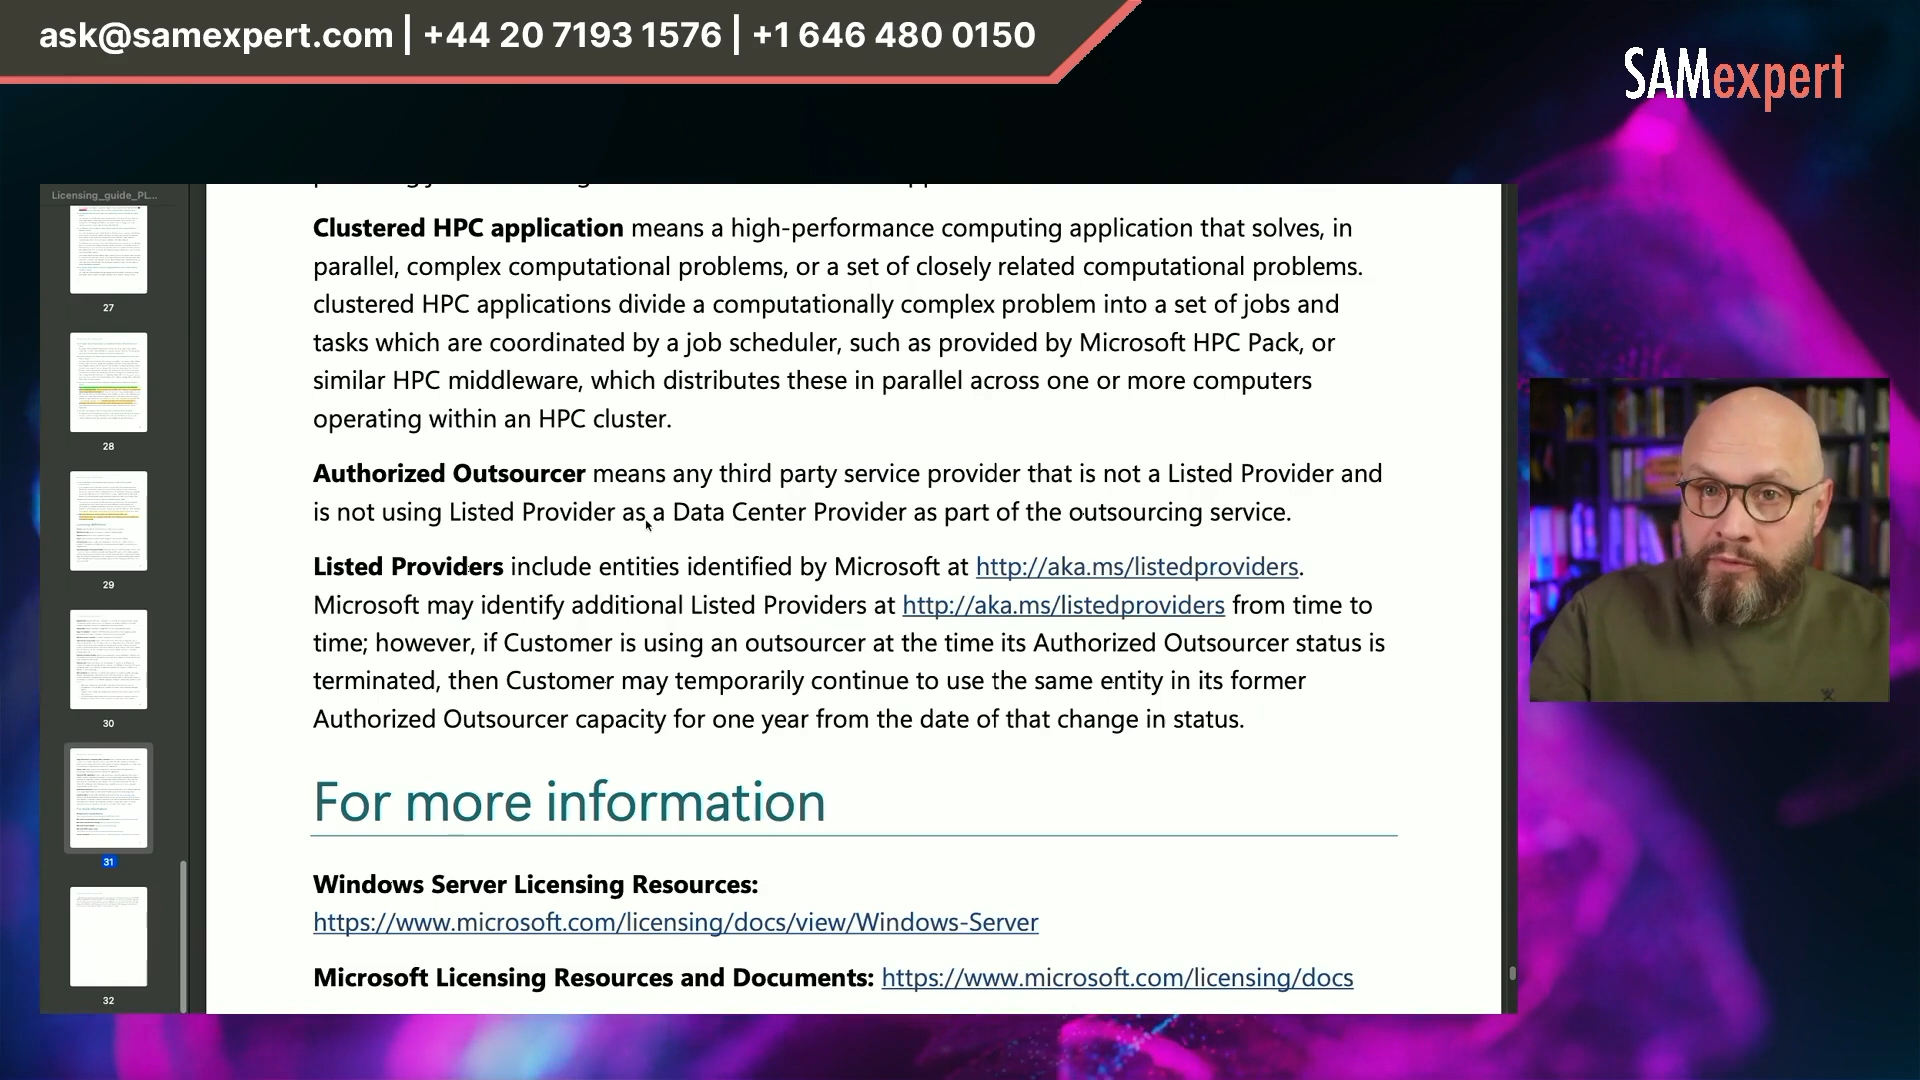 ask@samexpert.com | +44 20 7193 1576 | +1 646 480 0150
SAMexpert
Licensing_guide_PL...
27
28
29
30
31
32
Clustered HPC application means a high-performance computing application that solves, in
parallel, complex computational problems, or a set of closely related computational problems.
clustered HPC applications divide a computationally complex problem into a set of jobs and
tasks which are coordinated by a job scheduler, such as provided by Microsoft HPC Pack, or
similar HPC middleware, which distributes these in parallel across one or more computers
operating within an HPC cluster.
Authorized Outsourcer means any third party service provider that is not a Listed Provider and
is not using Listed Provider as a Data Center Provider as part of the outsourcing service.
Listed Providers include entities identified by Microsoft at http://aka.ms/listedproviders.
Microsoft may identify additional Listed Providers at http://aka.ms/listedproviders from time to
time; however, if Customer is using an outsourcer at the time its Authorized Outsourcer status is
terminated, then Customer may temporarily continue to use the same entity in its former
Authorized Outsourcer capacity for one year from the date of that change in status.
For more information
Windows Server Licensing Resources:
https://www.microsoft.com/licensing/docs/view/Windows-Server
Microsoft Licensing Resources and Documents: https://www.microsoft.com/licensing/docs